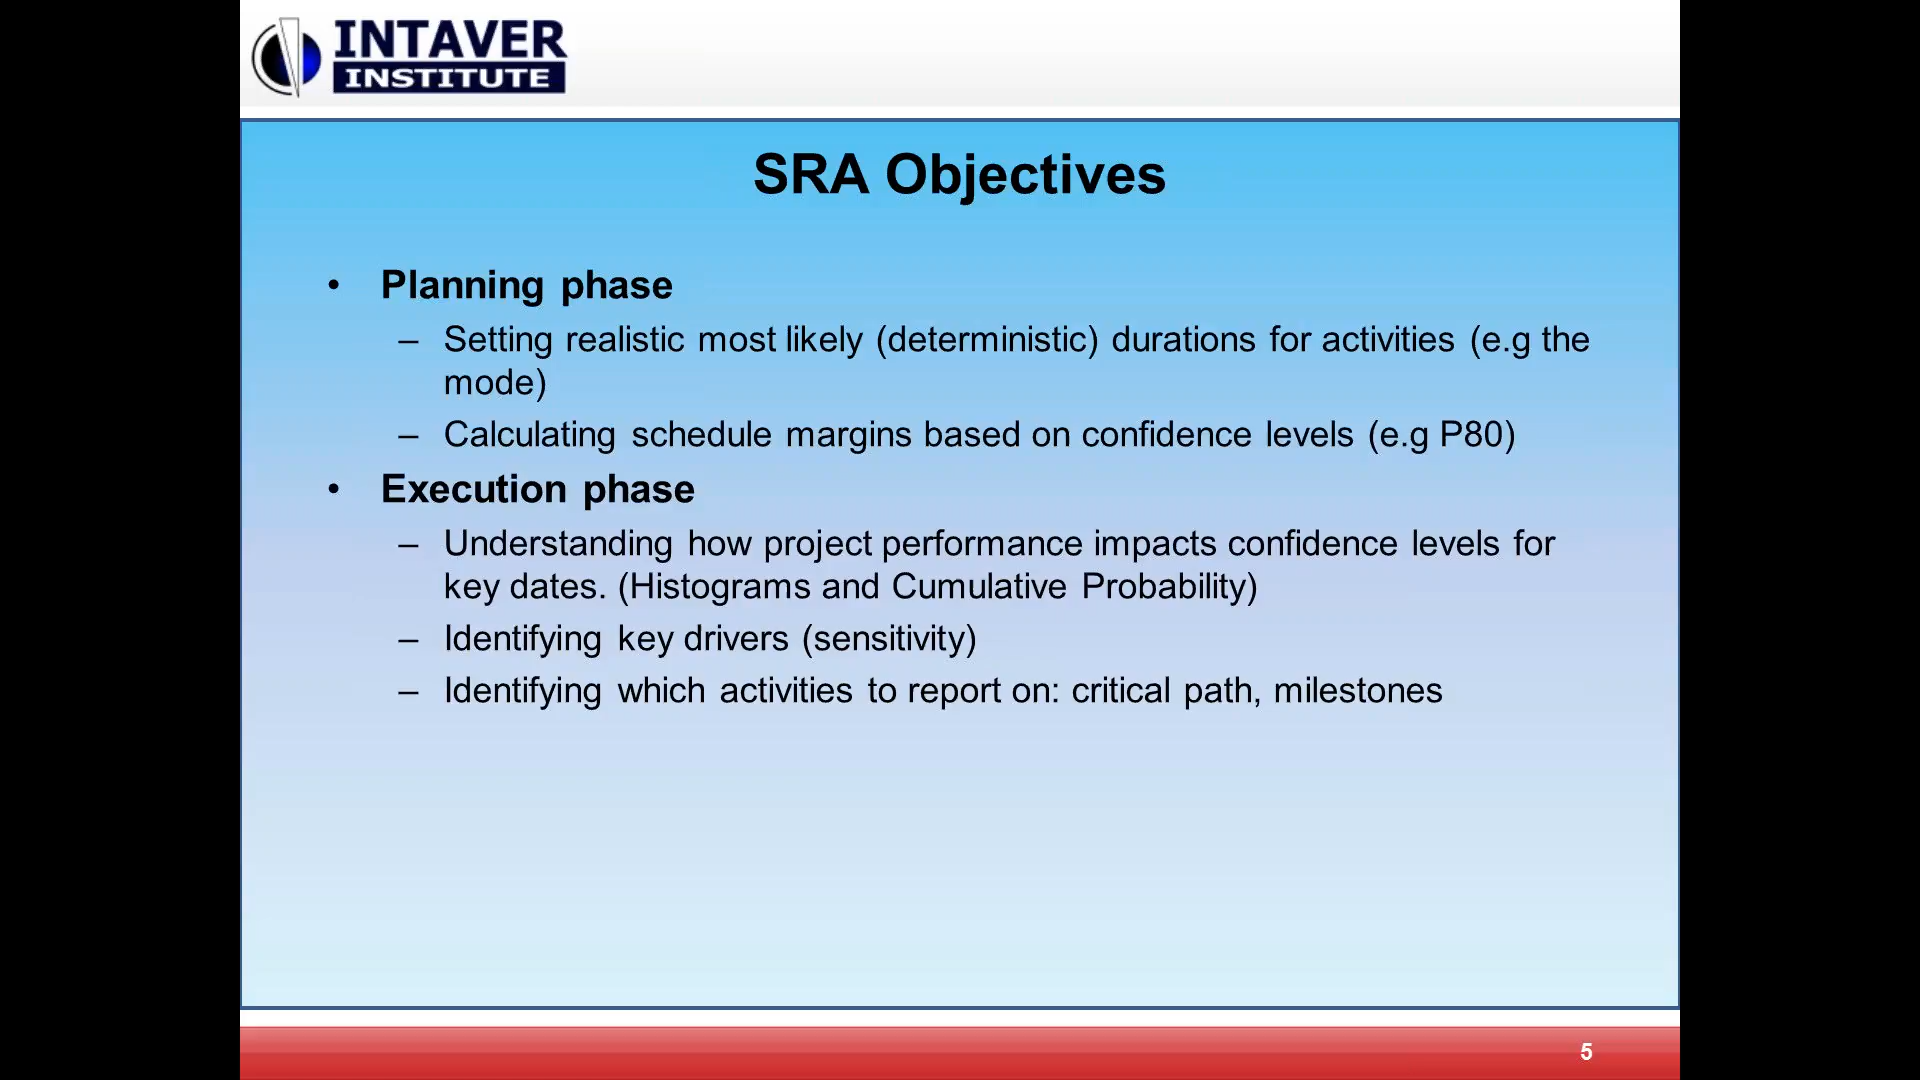 INTAVER
INSTITUTE
SRA Objectives
• Planning phase
– Setting realistic most likely (deterministic) durations for activities (e.g the
mode)
– Calculating schedule margins based on confidence levels (e.g P80)
• Execution phase
– Understanding how project performance impacts confidence levels for
key dates. (Histograms and Cumulative Probability)
– Identifying key drivers (sensitivity)
– Identifying which activities to report on: critical path, milestones
5